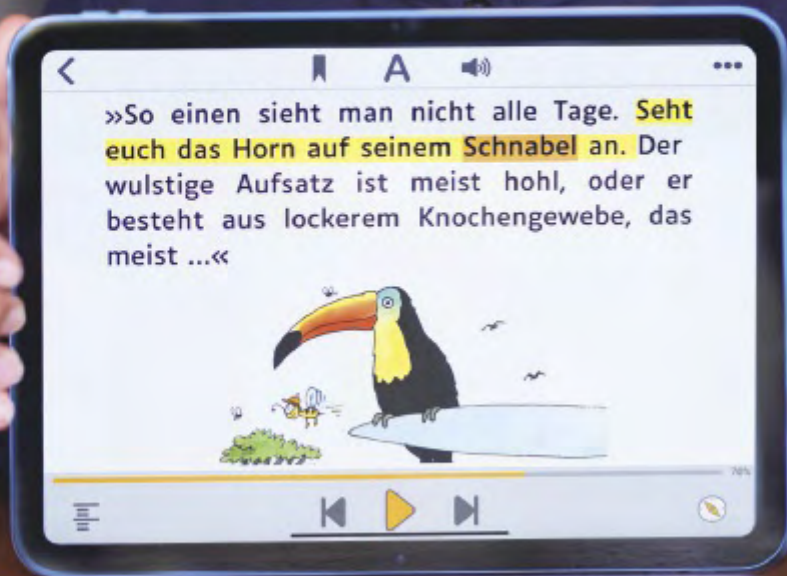 A
»So einen sieht man nicht alle Tage. Seht
euch das Horn auf seinem Schnabel an. Der
wulstige Aufsatz ist meist hohl, oder er
besteht aus lockerem Knochengewebe, das
meist ...«
70%